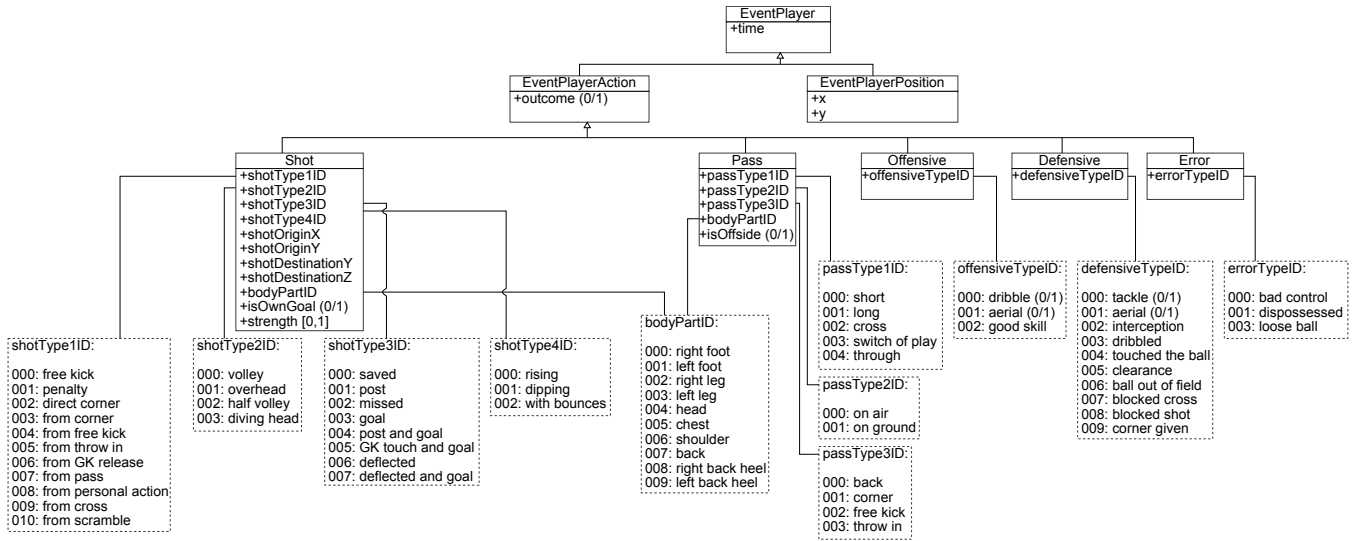 EventPlayer
+time
EventPlayerAction
+outcome (0/1)
EventPlayerPosition
+x
+y
Shot
+shotType1ID
+shotType2ID
+shotType3ID
+shotType4ID
+shotOriginX
+shotOriginY
+shotDestinationY
+shotDestinationZ
+bodyPartID
+isOwnGoal (0/1)
+strength [0,1]
Pass
+passType1ID
+passType2ID
+passType3ID
+bodyPartID
+isOffside (0/1)
Offensive
+offensiveTypeID
Defensive
+defensiveTypeID
Error
+errorTypeID
shotType1ID:
000: free kick
001: penalty
002: direct corner
003: from corner
004: from free kick
005: from throw in
006: from GK release
007: from pass
008: from personal action
009: from cross
010: from scramble
shotType2ID:
000: volley
001: overhead
002: half volley
003: diving head
shotType3ID:
000: saved
001: post
002: missed
003: goal
004: post and goal
005: GK touch and goal
006: deflected
007: deflected and goal
shotType4ID:
000: rising
001: dipping
002: with bounces
bodyPartID:
000: right foot
001: left foot
002: right leg
003: left leg
004: head
005: chest
006: shoulder
007: back
008: right back heel
009: left back heel
passType1ID:
000: short
001: long
002: cross
003: switch of play
004: through
passType2ID:
000: on air
001: on ground
passType3ID:
000: back
001: corner
002: free kick
003: throw in
offensiveTypeID:
000: dribble (0/1)
001: aerial (0/1)
002: good skill
defensiveTypeID:
000: tackle (0/1)
001: aerial (0/1)
002: interception
003: dribbled
004: touched the ball
005: clearance
006: ball out of field
007: blocked cross
008: blocked shot
009: corner given
errorTypeID:
000: bad control
001: dispossessed
003: loose ball